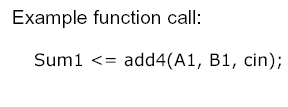 Example function call:
Sum1 <= add4(A1, B1, cin);